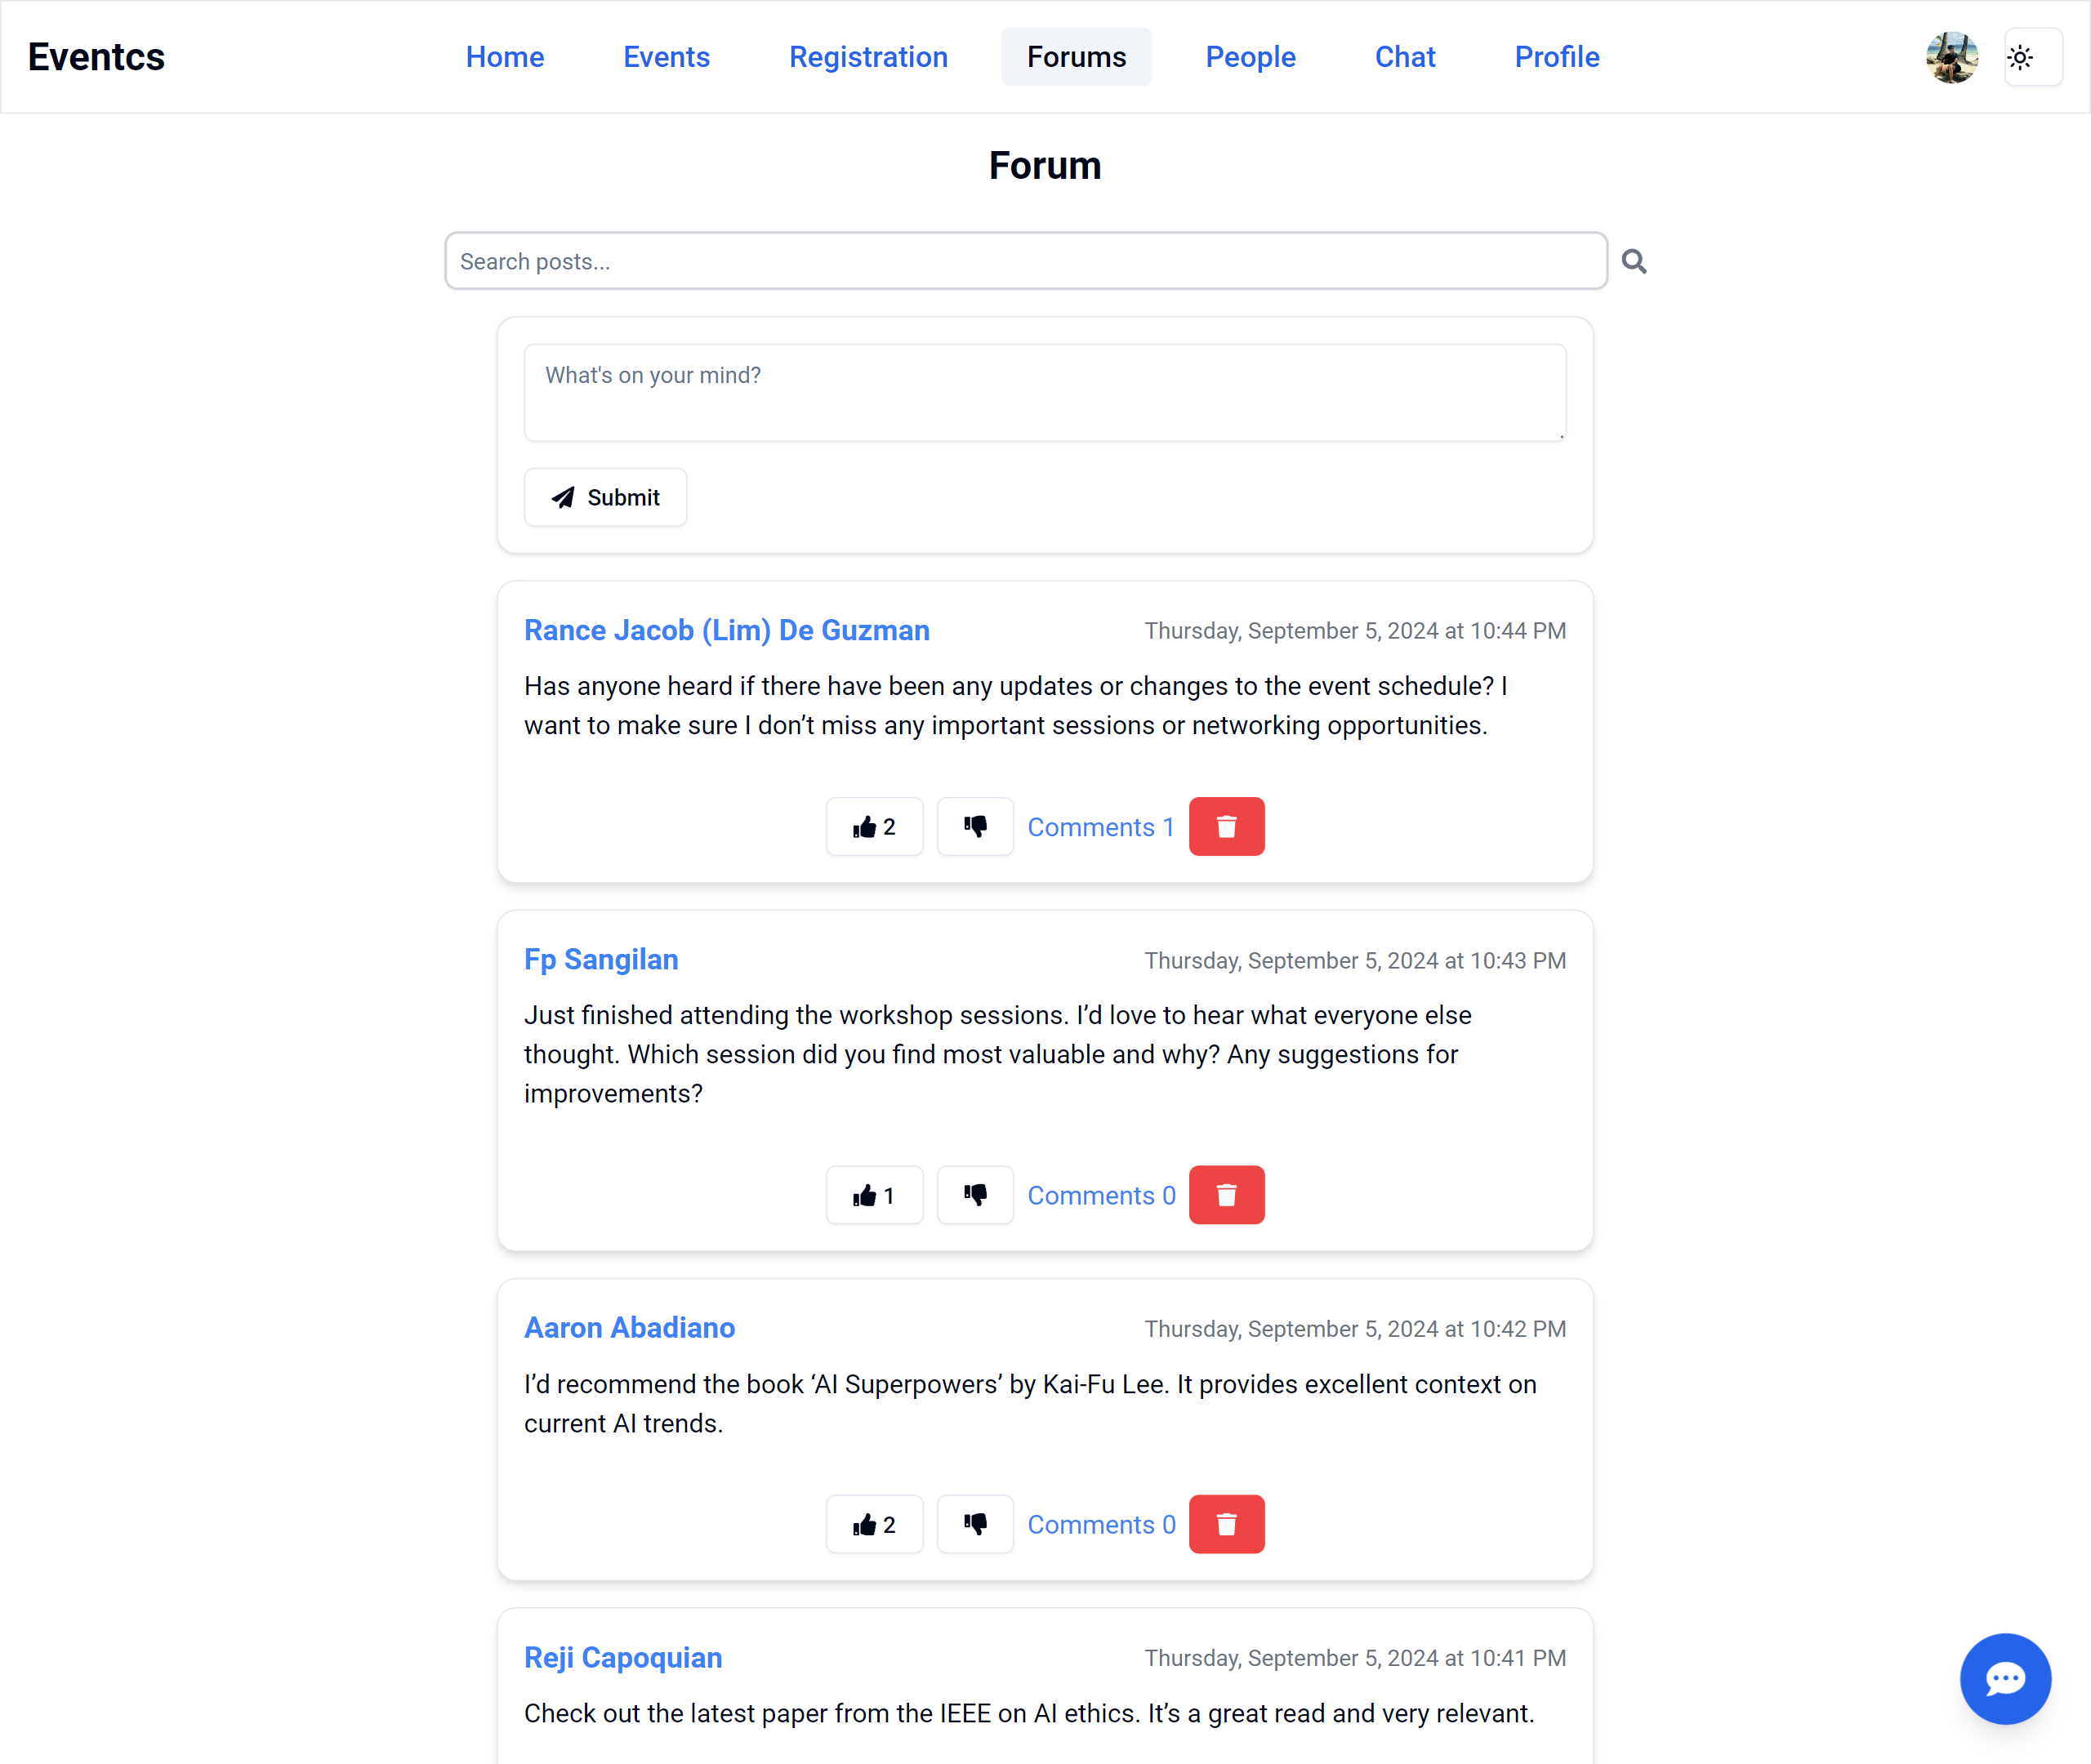 Eventcs
Home Events Registration Forums People Chat Profile
Forum
Search posts...
What's on your mind?
Submit
Rance Jacob (Lim) De Guzman
Thursday, September 5, 2024 at 10:44 PM
Has anyone heard if there have been any updates or changes to the event schedule? I
want to make sure I don’t miss any important sessions or networking opportunities.
2 Comments 1
Fp Sangilan
Thursday, September 5, 2024 at 10:43 PM
Just finished attending the workshop sessions. I’d love to hear what everyone else
thought. Which session did you find most valuable and why? Any suggestions for
improvements?
1 Comments 0
Aaron Abadiano
Thursday, September 5, 2024 at 10:42 PM
I’d recommend the book ‘AI Superpowers’ by Kai-Fu Lee. It provides excellent context on
current AI trends.
2 Comments 0
Reji Capoquian
Thursday, September 5, 2024 at 10:41 PM
Check out the latest paper from the IEEE on AI ethics. It’s a great read and very relevant.